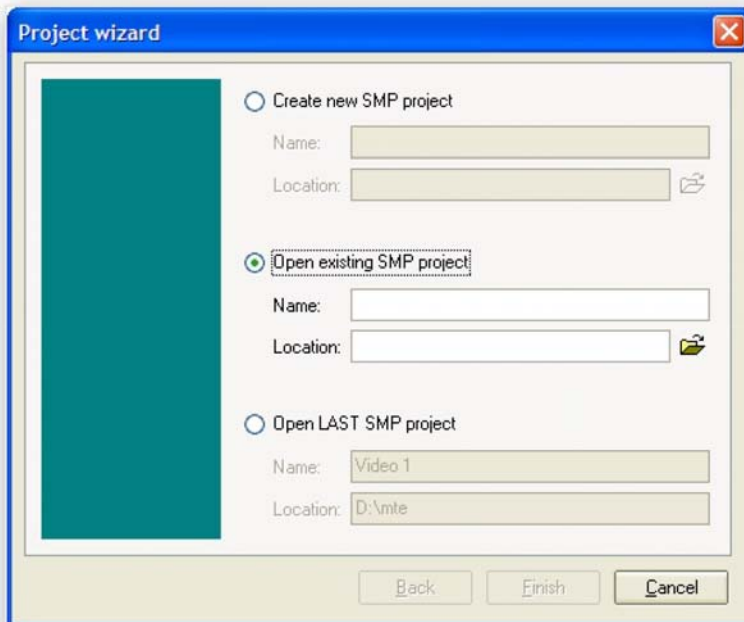 Project wizard
Create new SMP project
Name:
Location:
Open existing SMP project
Name:
Location:
Open LAST SMP project
Name: Video 1
Location: D:\mte
Back Finish Cancel